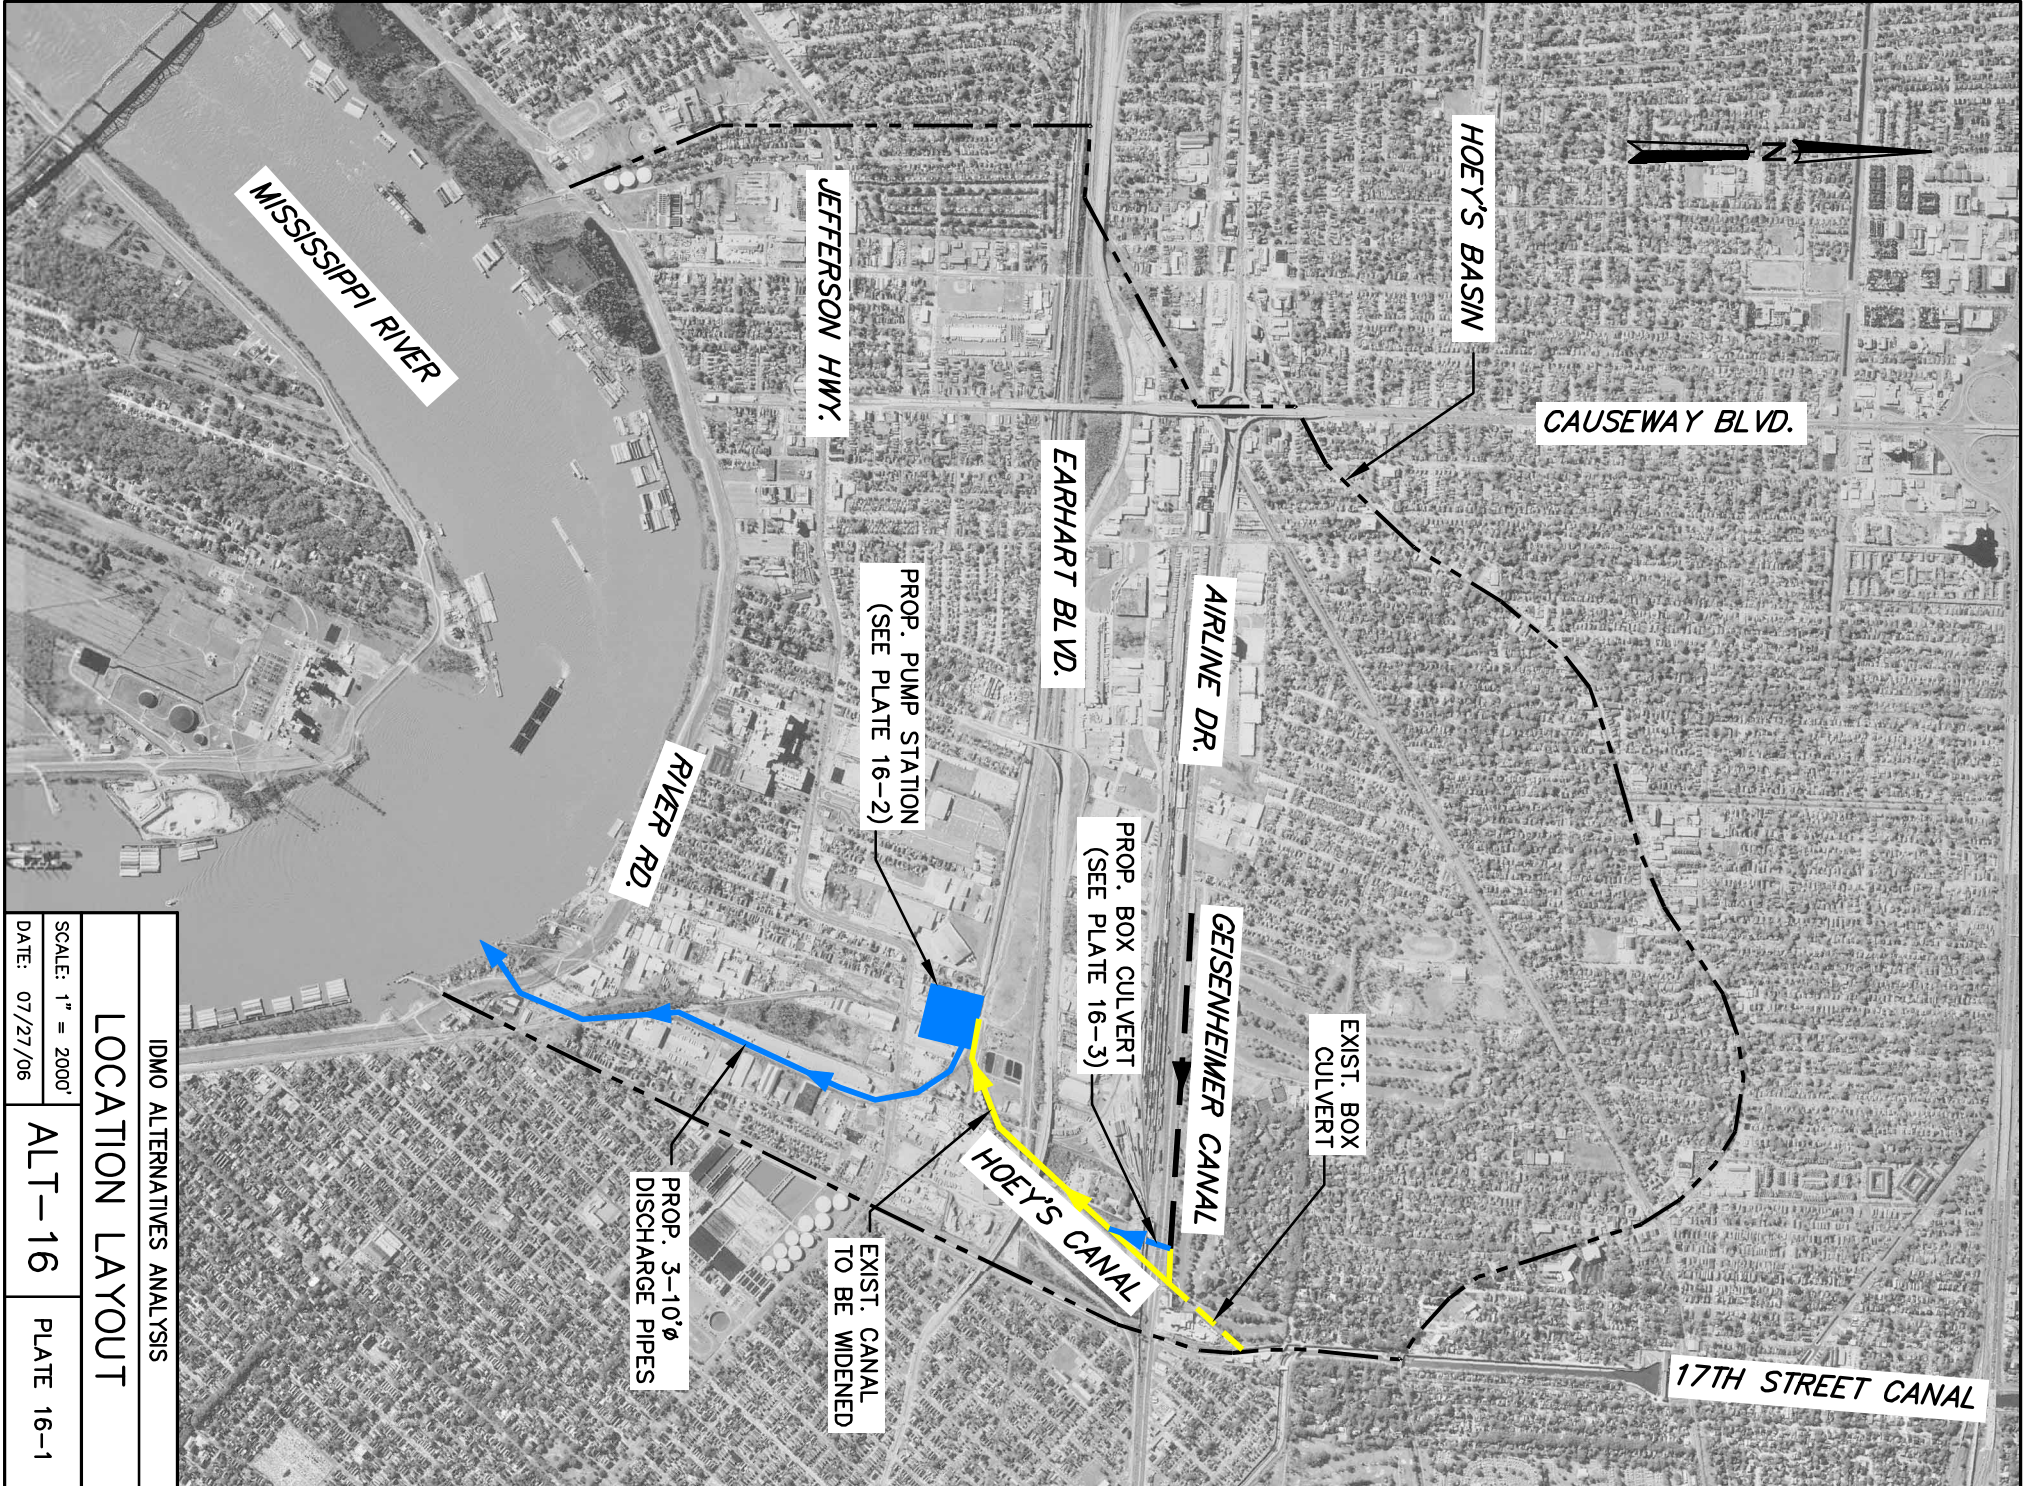 HOEY'S BASIN
N
CAUSEWAY BLVD.
JEFFERSON HWY.
MISSISSIPPI RIVER
EARHART BLVD.
AIRLINE DR.
PROP. PUMP STATION
(SEE PLATE 16-2)
RIVER RD.
PROP. BOX CULVERT
(SEE PLATE 16-3)
GEISENHEIMER CANAL
EXIST. BOX
CULVERT
HOEY'S CANAL
PROP. 3-10'ø
DISCHARGE PIPES
EXIST. CANAL
TO BE WIDENED
17TH STREET CANAL
IDMO ALTERNATIVES ANALYSIS
LOCATION LAYOUT
SCALE: 1" = 2000'
DATE: 07/27/06
ALT-16
PLATE 16-1